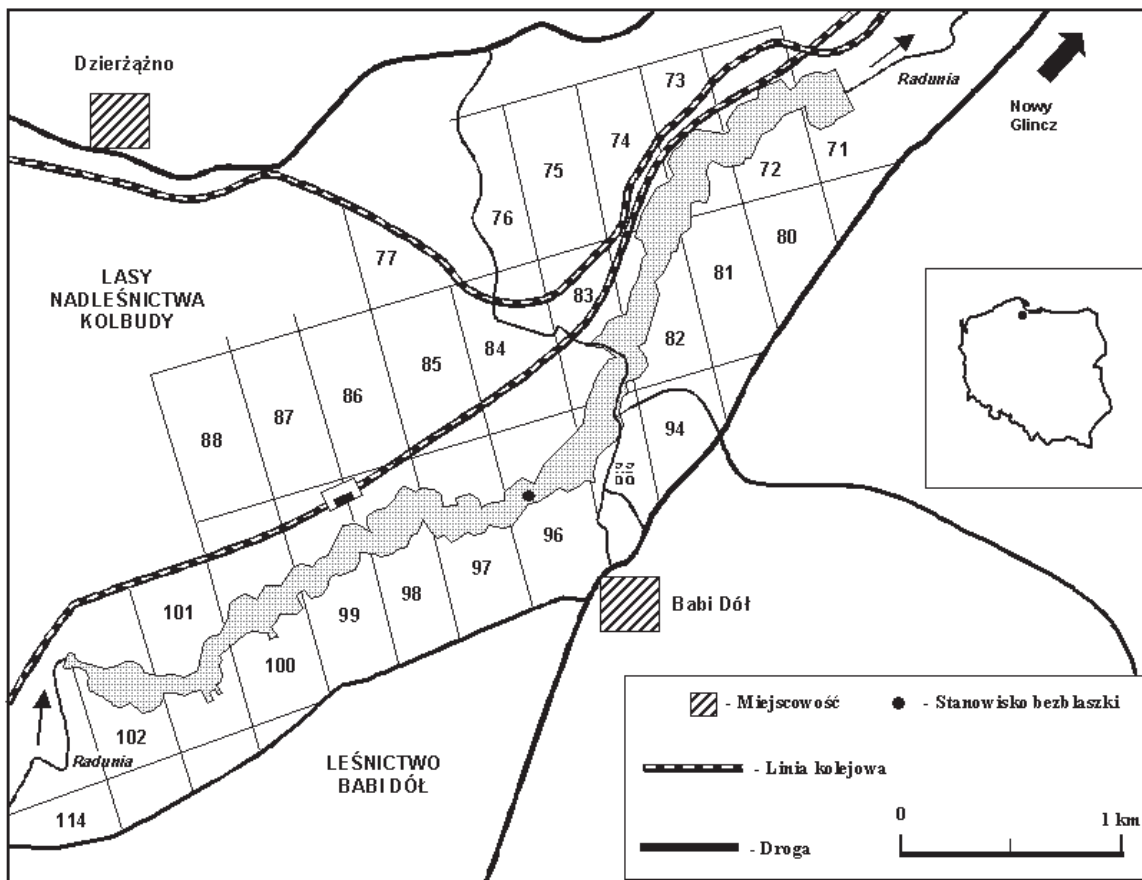 Dzierżążno
Radunia
Nowy
Glincz
73
74
75
76
77
71
72
80
81
82
83
84
85
86
87
88
LASY
NADLEŚNICTWA
KOLBUDY
94
96
97
98
99
100
101
102
114
Babi Dół
Radunia
LEŚNICTWO
BABI DÓŁ
- Miejscowość
- Stanowisko bezblaszki
- Linia kolejowa
- Droga
0
1 km